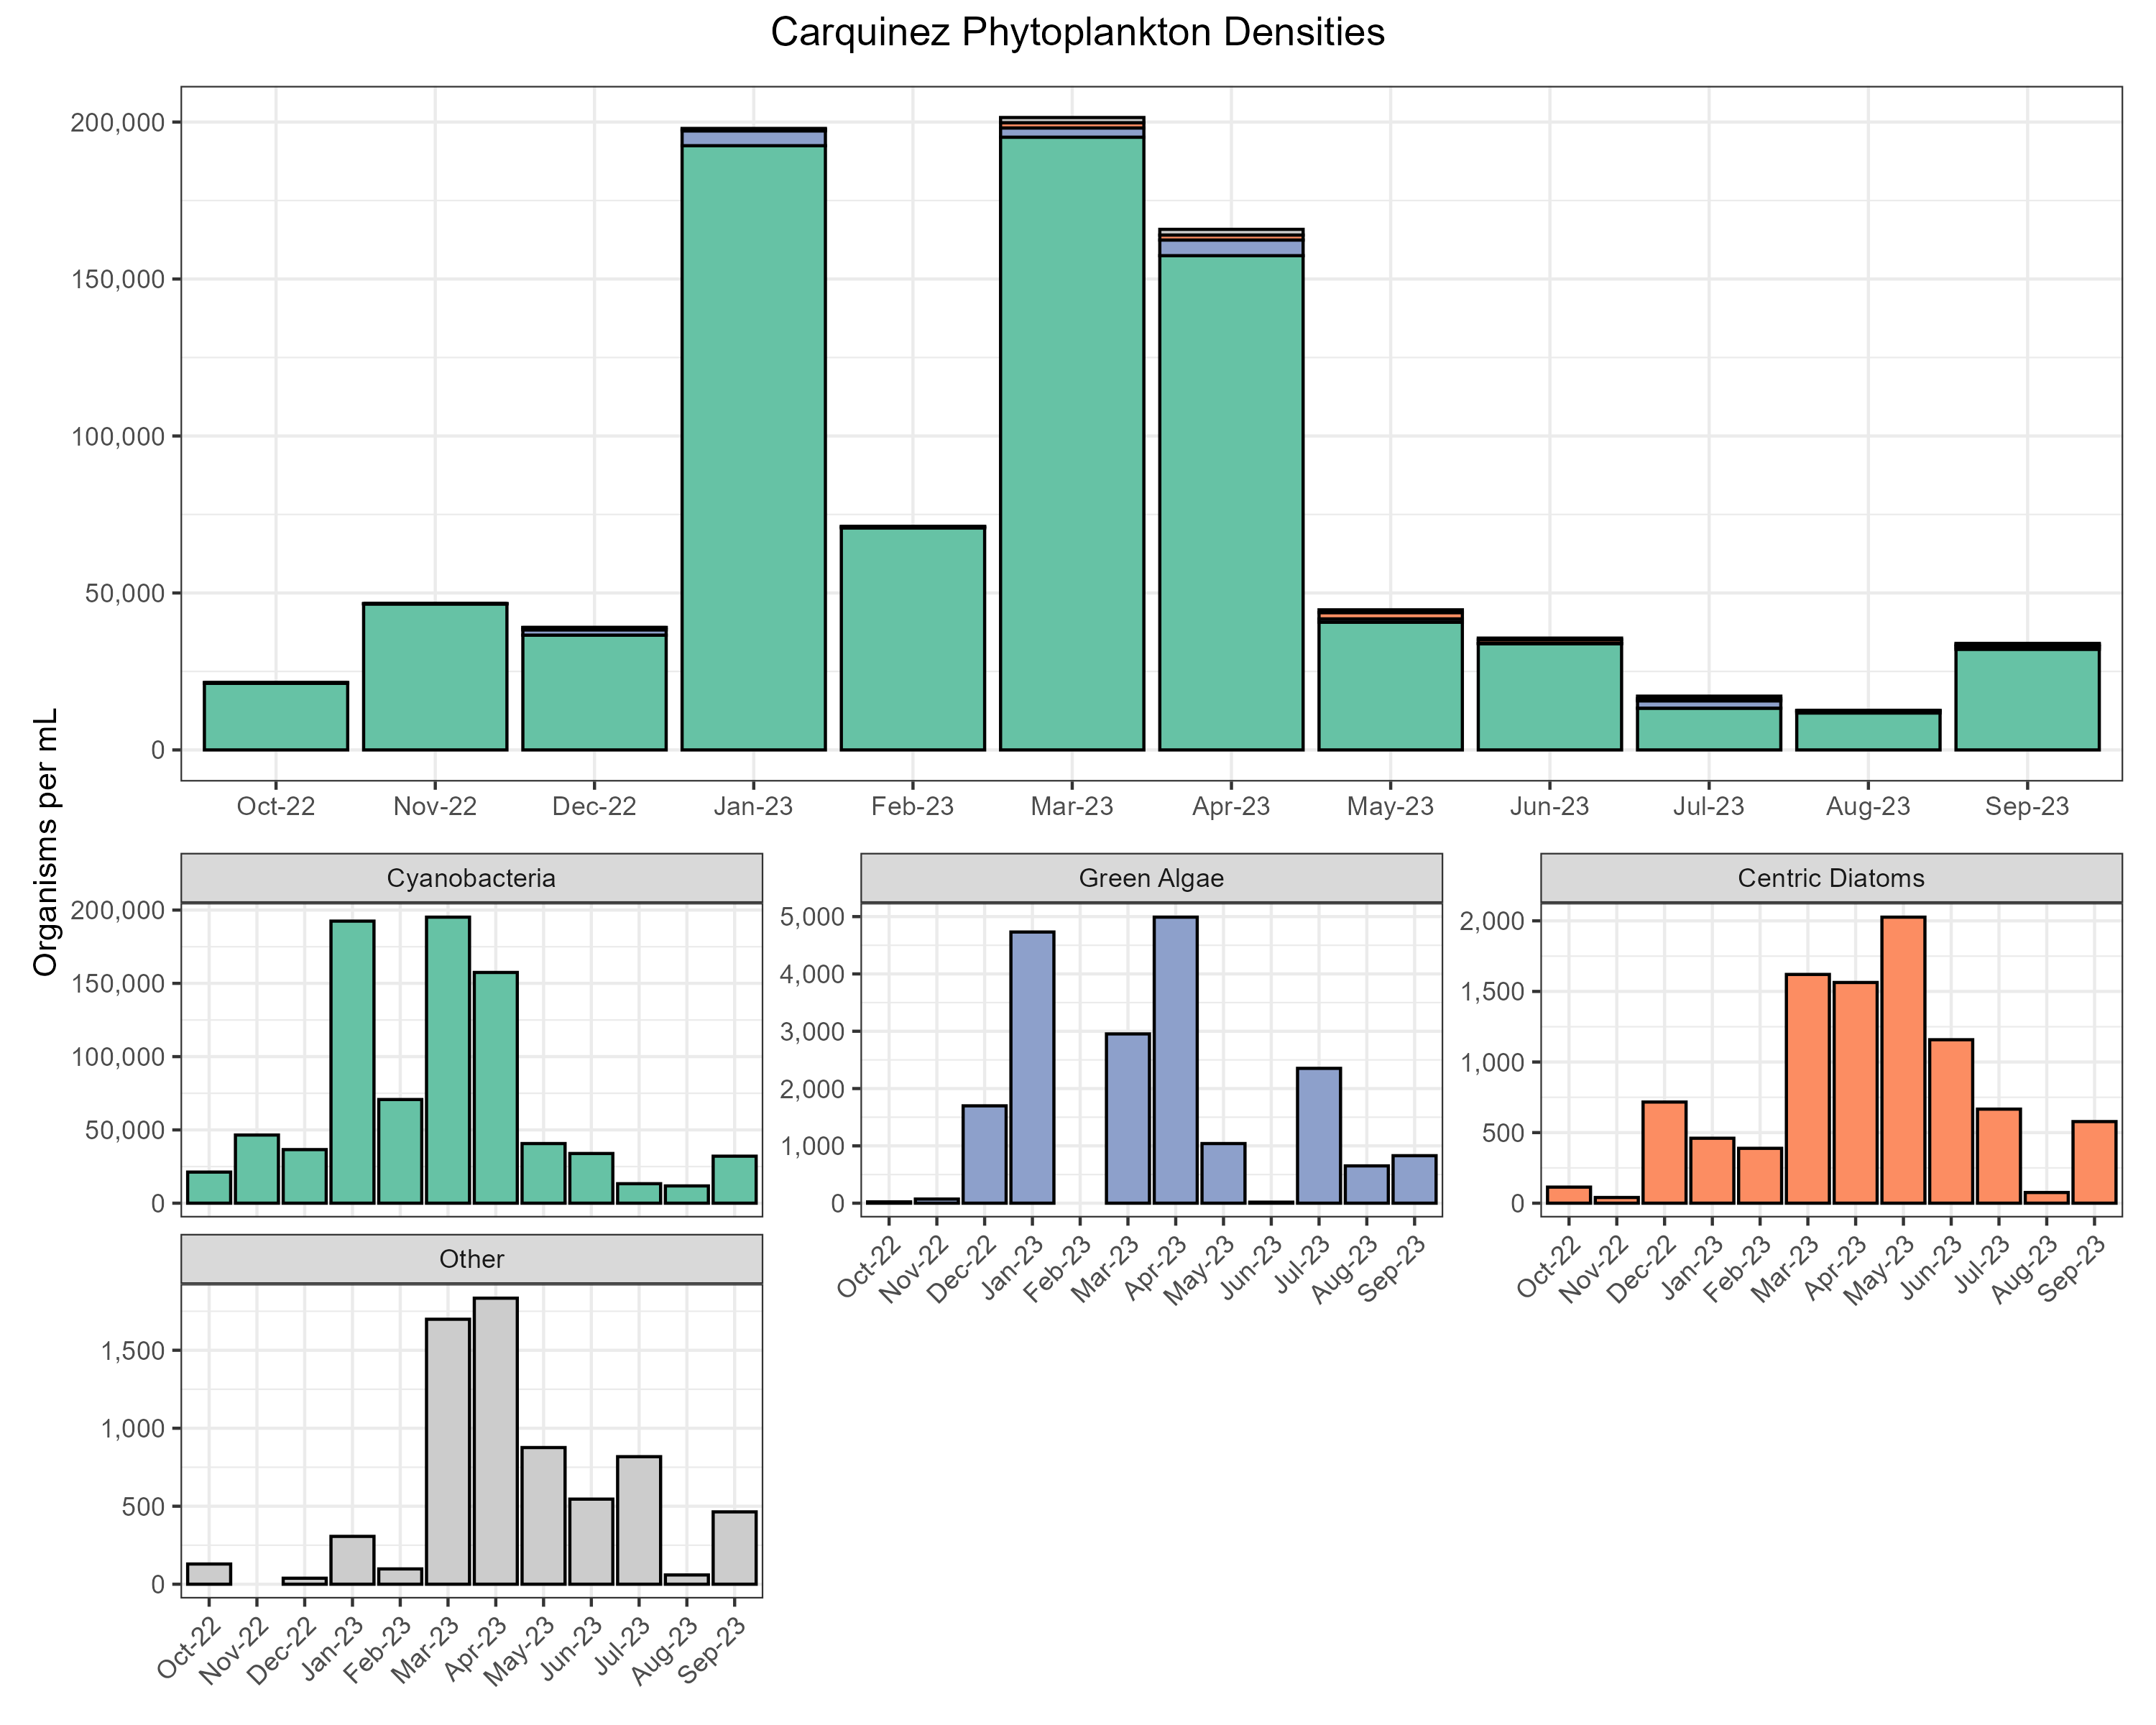 Carquinez Phytoplankton Densities
Organisms per mL
200,000
150,000
100,000
50,000
0
Oct-22 Nov-22 Dec-22 Jan-23 Feb-23 Mar-23 Apr-23 May-23 Jun-23 Jul-23 Aug-23 Sep-23
Cyanobacteria
200,000
150,000
100,000
50,000
0
Green Algae
5,000
4,000
3,000
2,000
1,000
0
Oct-22 Nov-22 Dec-22 Jan-23 Feb-23 Mar-23 Apr-23 May-23 Jun-23 Jul-23 Aug-23 Sep-23
Centric Diatoms
2,000
1,500
1,000
500
0
Oct-22 Nov-22 Dec-22 Jan-23 Feb-23 Mar-23 Apr-23 May-23 Jun-23 Jul-23 Aug-23 Sep-23
Other
1,500
1,000
500
0
Oct-22 Nov-22 Dec-22 Jan-23 Feb-23 Mar-23 Apr-23 May-23 Jun-23 Jul-23 Aug-23 Sep-23